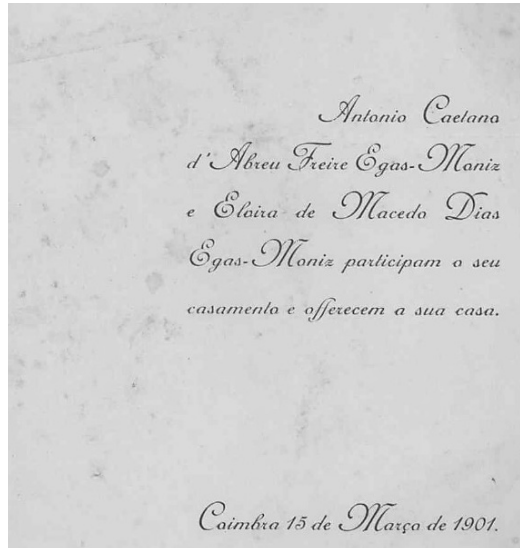 Antonio Caetano
d'Abreu Freire Egas-Moniz
e Eloira de Macedo Dias
Egas-Moniz participam o seu
casamento e offerecem a sua casa.
Coimbra 15 de Março de 1901.